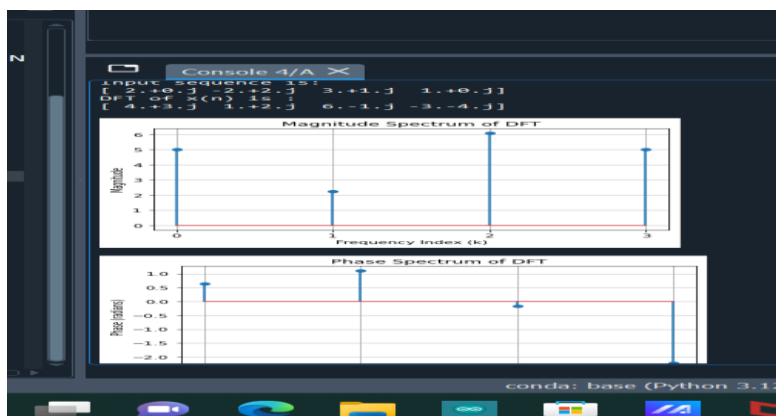 N
Console 4/A
Input sequence is:
[ 2.+0.j -2.+2.j 3.+1.j 1.+0.j]
DFT of x(n) is :
[ 4.+3.j 1.+2.j 6.-1.j -3.-4.j]
Magnitude Spectrum of DFT
6
5
4
3
2
1
0
Magnitude
0 1 2 3
Frequency Index (k)
Phase Spectrum of DFT
1.0
0.5
0.0
−0.5
−1.0
−1.5
−2.0
Phase (radians)
conda: base (Python 3.12